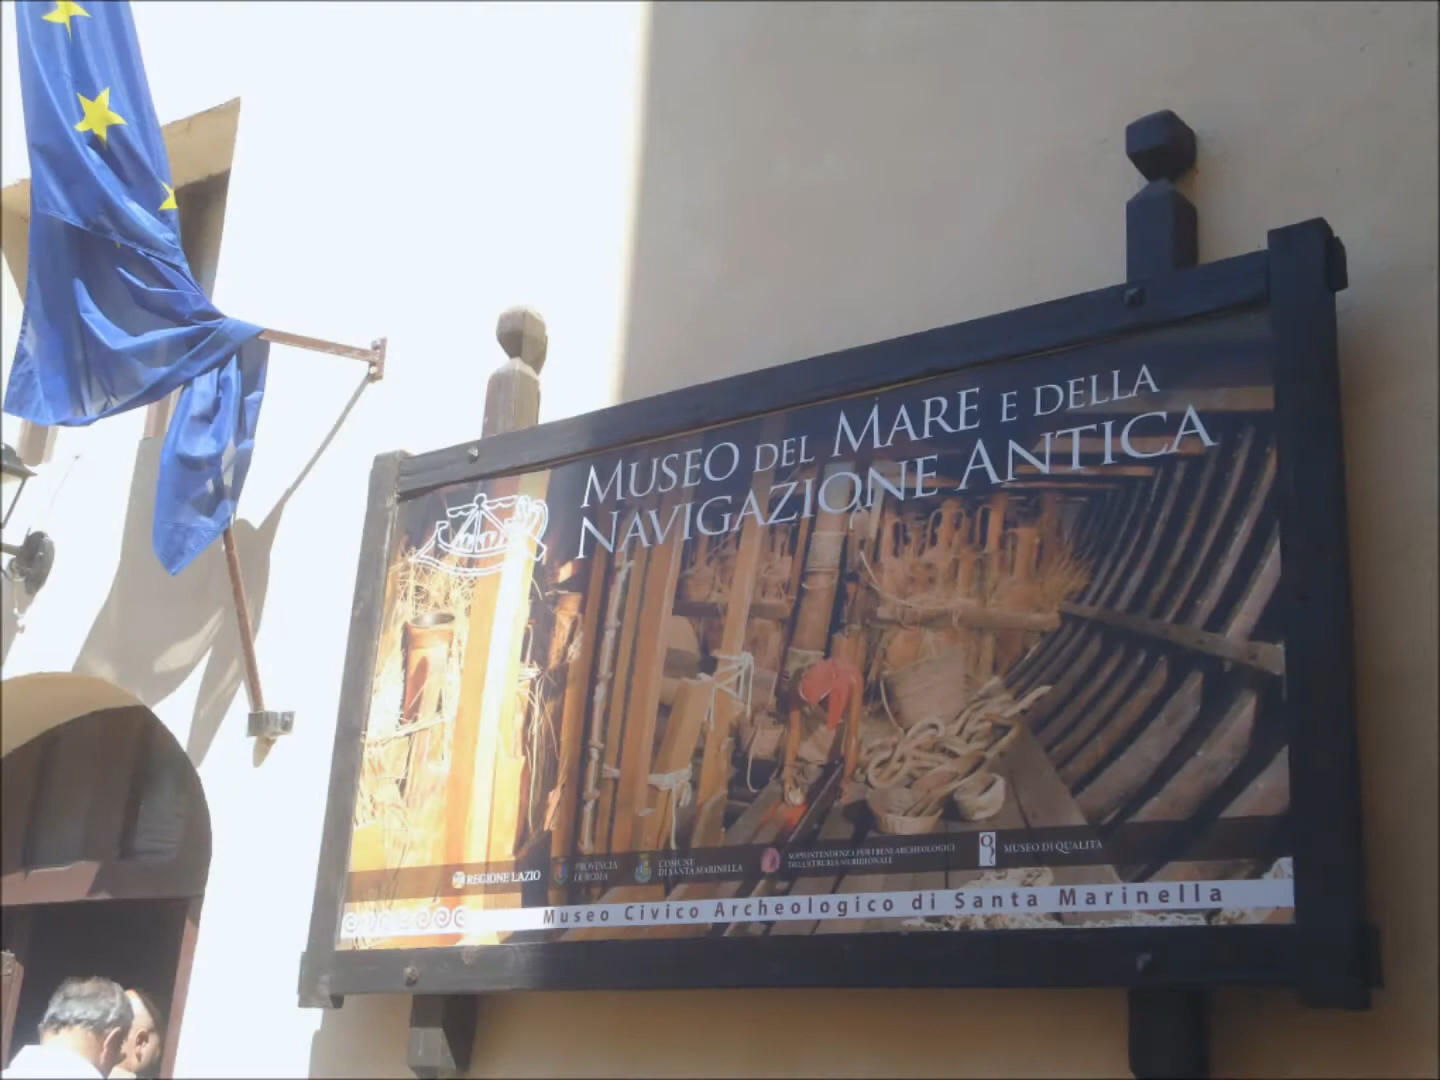 MUSEO DEL MARE E DELLA
NAVIGAZIONE ANTICA
REGIONE LAZIO
PROVINCIA
DI ROMA
COMUNE
DI SANTA MARINELLA
SOPRINTENDENZA PER I BENI ARCHEOLOGICI
DELL'ETRURIA MERIDIONALE
MUSEO DI QUALITÀ
Museo Civico Archeologico di Santa Marinella